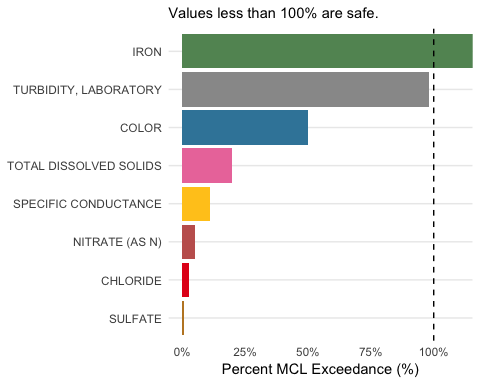 Values less than 100% are safe.
IRON
TURBIDITY, LABORATORY
COLOR
TOTAL DISSOLVED SOLIDS
SPECIFIC CONDUCTANCE
NITRATE (AS N)
CHLORIDE
SULFATE
0% 25% 50% 75% 100%
Percent MCL Exceedance (%)